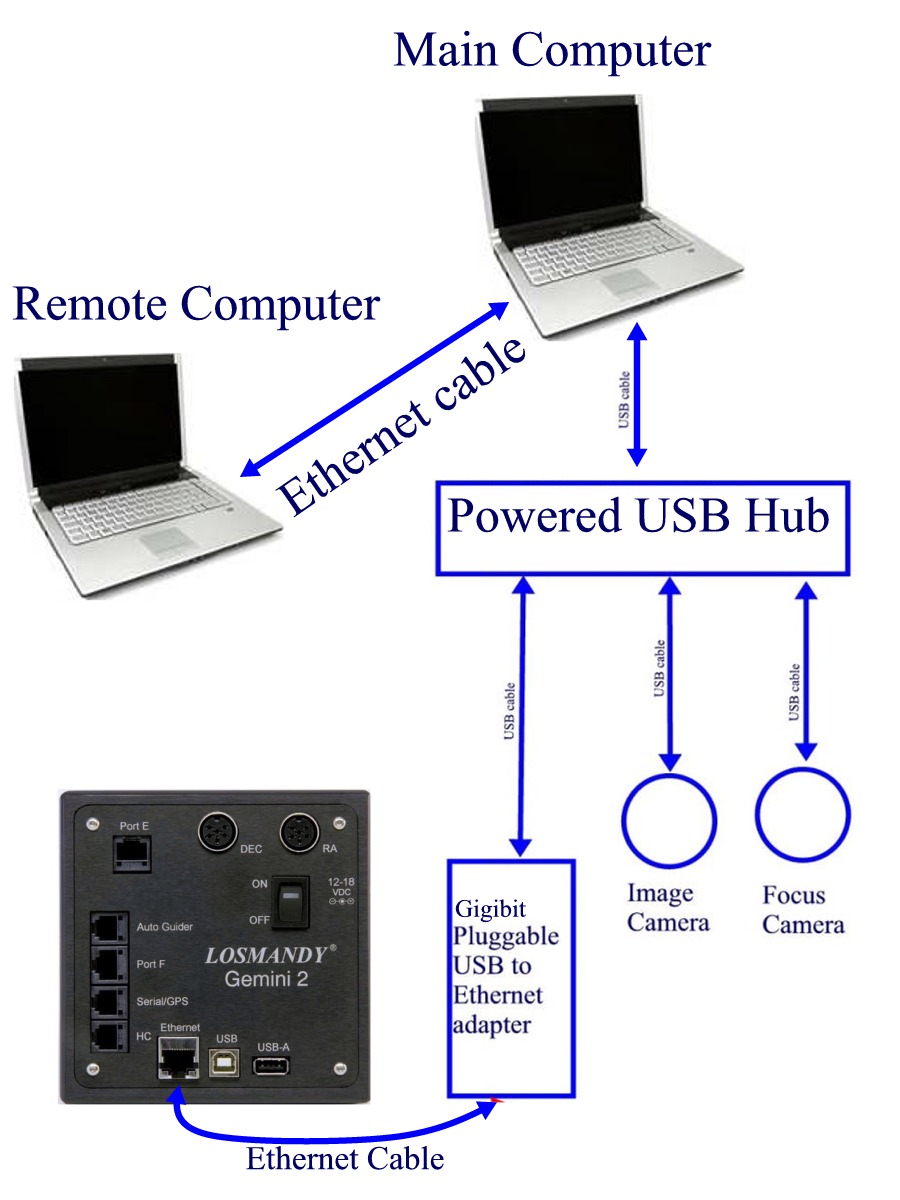 Main Computer
Remote Computer
Ethernet cable
USB cable
Powered USB Hub
USB cable
USB cable
USB cable
Port E
DEC
RA
ON
OFF
12-18
VDC
Auto Guider
Port F
LOSMANDY®
Gemini 2
Serial/GPS
HC
Ethernet
USB
USB-A
Gigibit
Pluggable
USB to
Ethernet
adapter
Image
Camera
Focus
Camera
Ethernet Cable